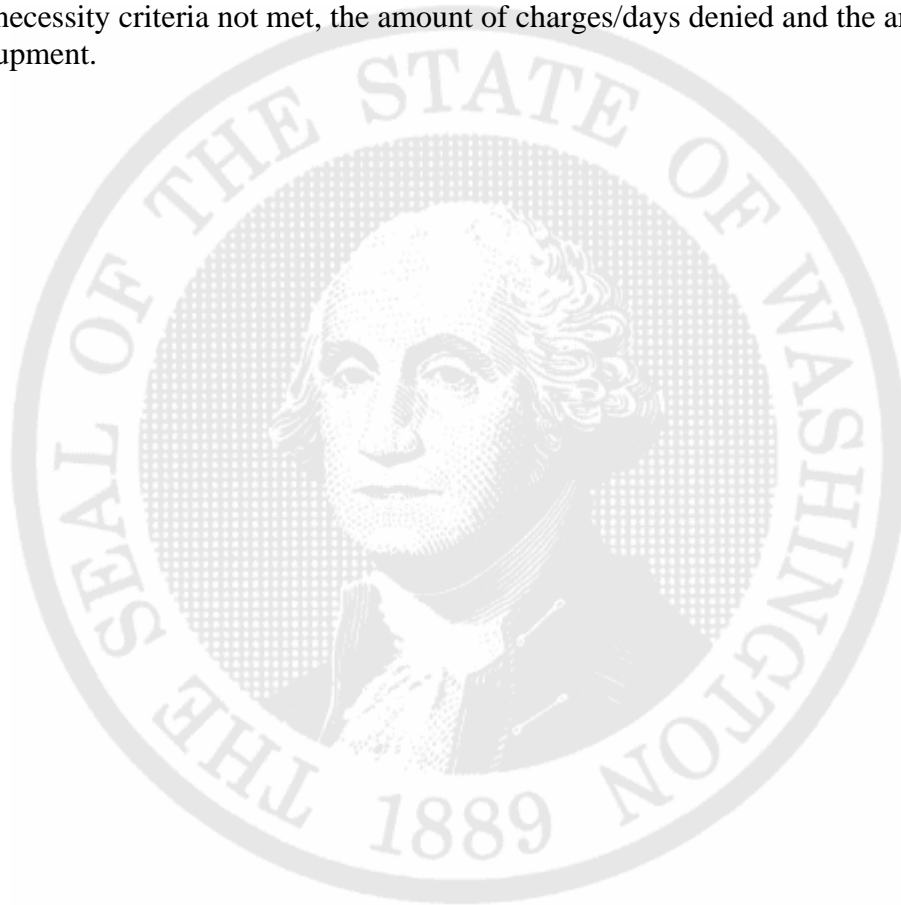 necessity criteria not met, the amount of charges/days denied and the a
upment.
SEAL OF THE STATE OF WASHINGTON
THE
1889